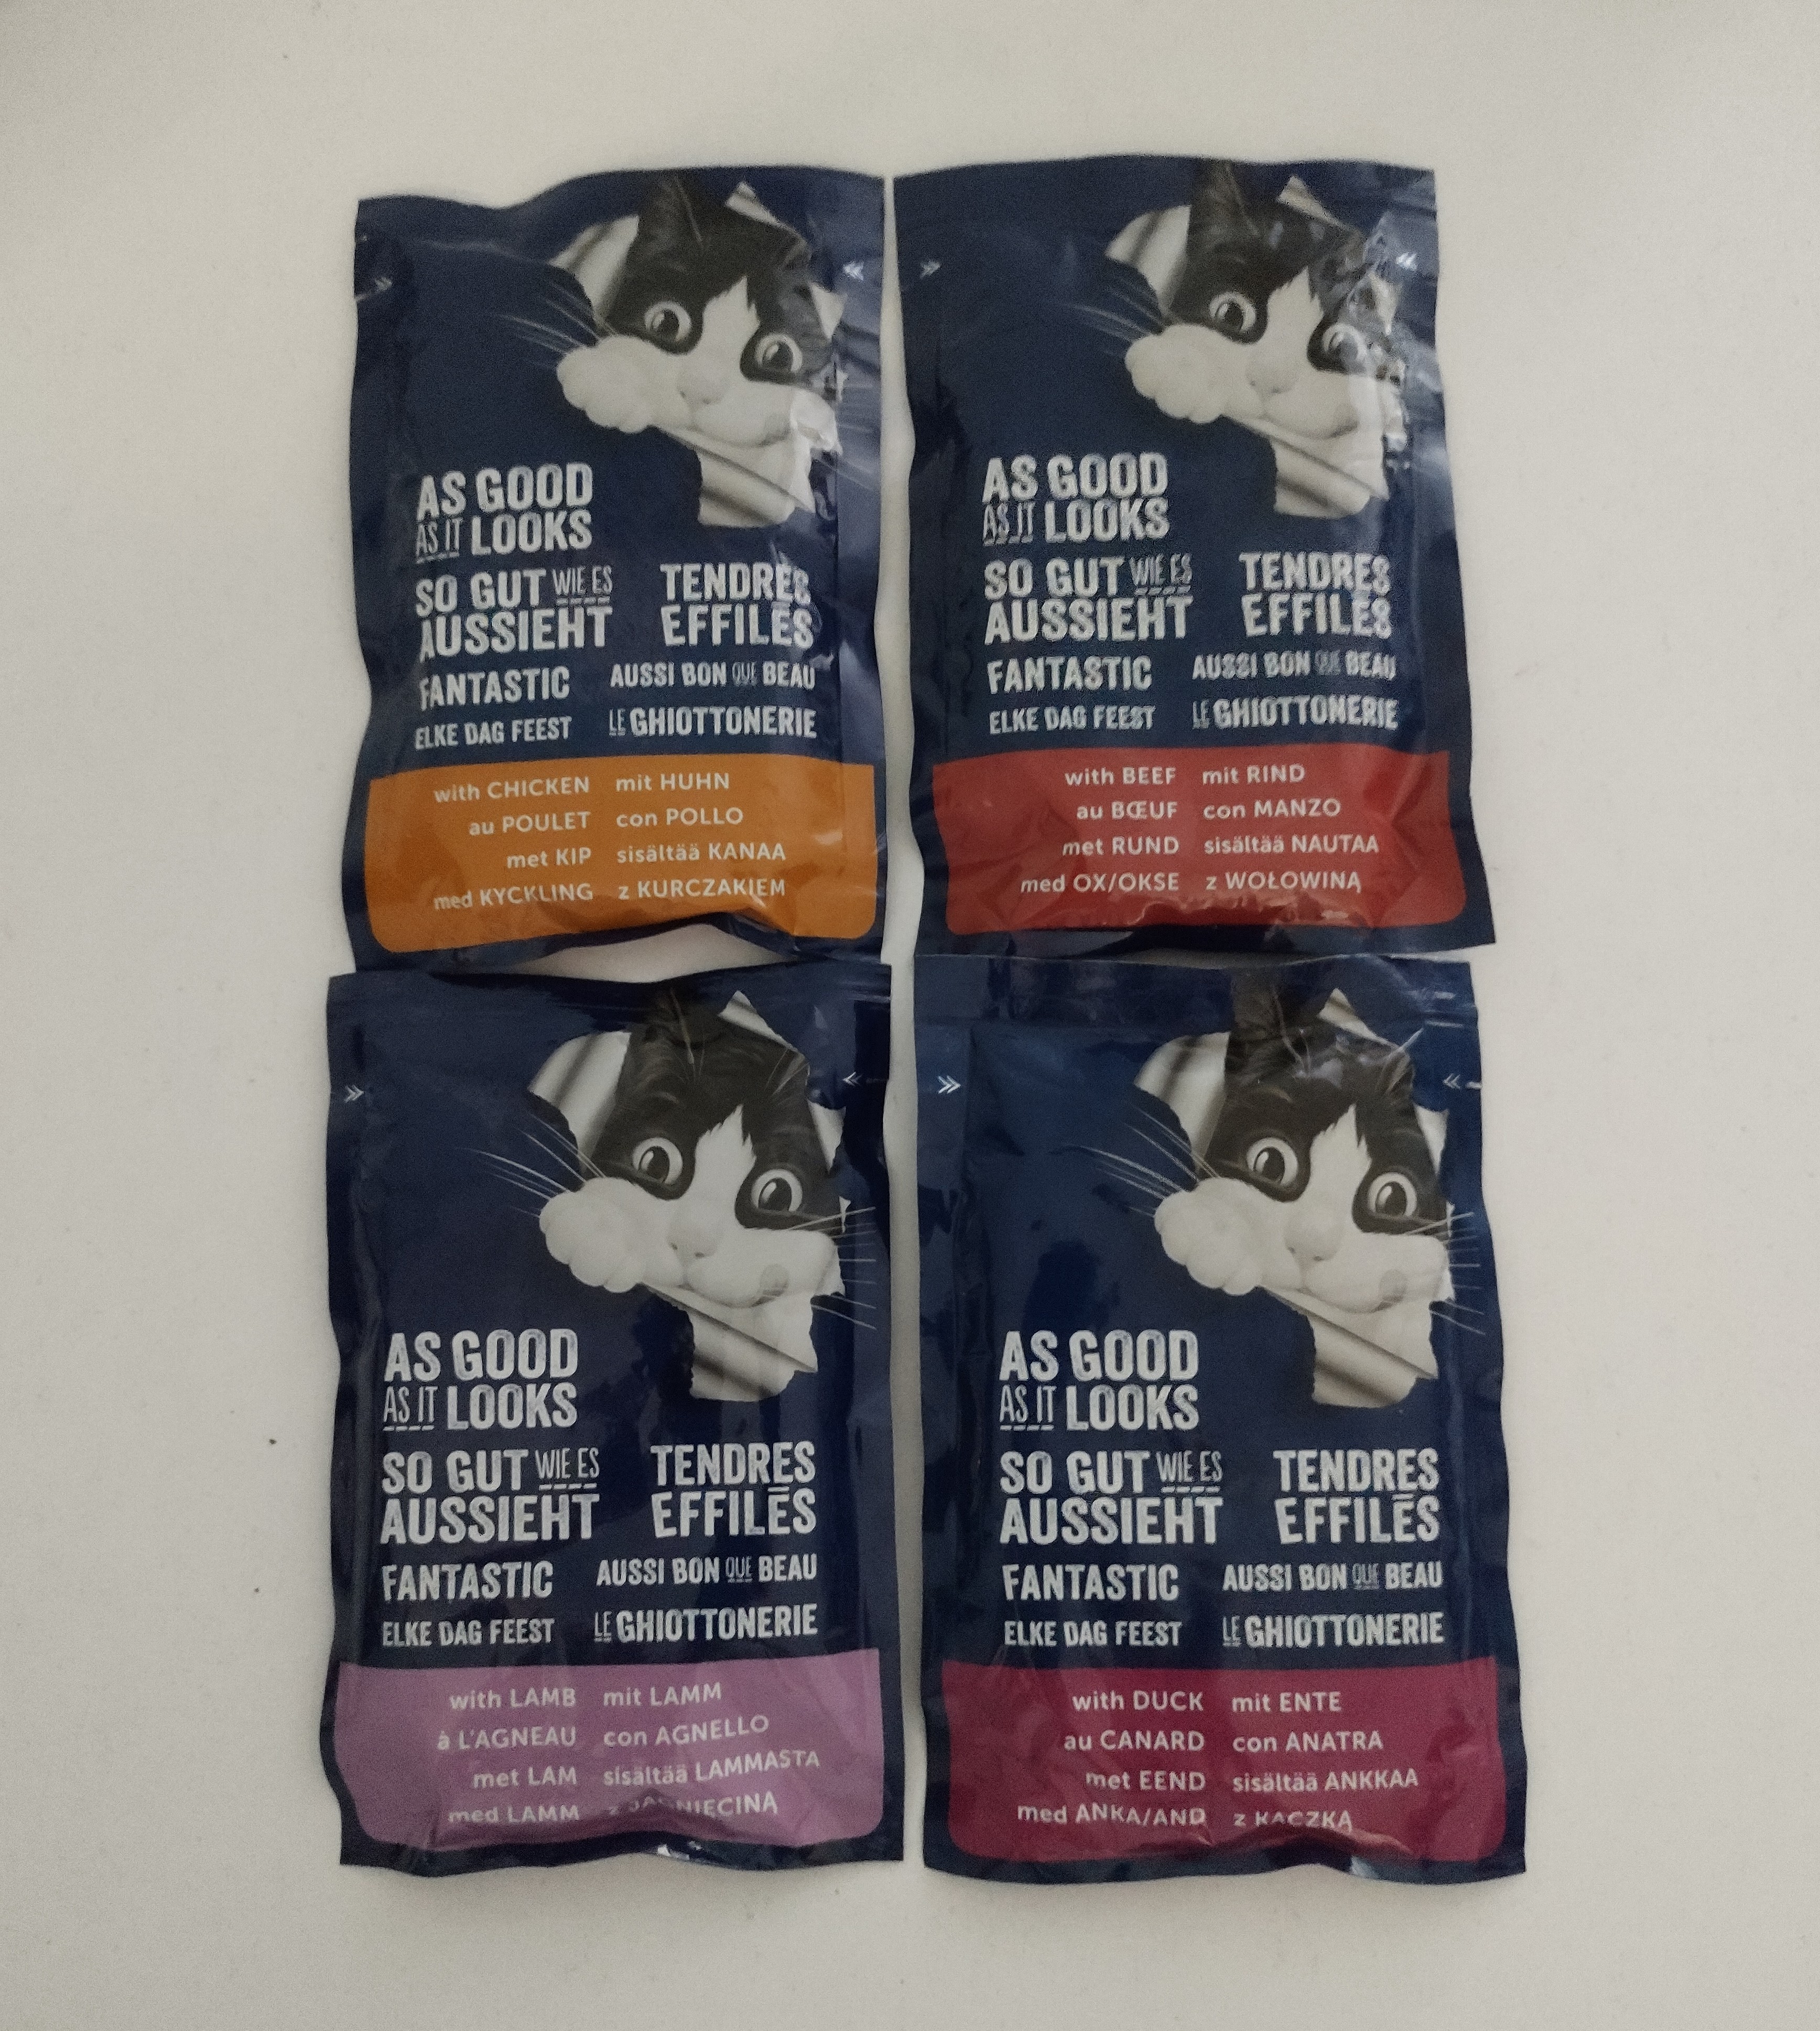 AS GOOD
AS IT LOOKS
SO GUT WIE ES
AUSSIEHT
TENDRES
EFFILÉS
FANTASTIC
AUSSI BON QUE BEAU
ELKE DAG FEEST
LE GHIOTTONERIE
with CHICKEN mit HUHN
au POULET con POLLO
met KIP sisältää KANAA
med KYCKLING z KURCZAKIEM
AS GOOD
AS IT LOOKS
SO GUT WIE ES
AUSSIEHT
TENDRES
EFFILÉS
FANTASTIC
AUSSI BON QUE BEAU
ELKE DAG FEEST
LE GHIOTTONERIE
with BEEF mit RIND
au BŒUF con MANZO
met RUND sisältää NAUTAA
med OX/OKSE z WOŁOWINĄ
AS GOOD
AS IT LOOKS
SO GUT WIE ES
AUSSIEHT
TENDRES
EFFILÉS
FANTASTIC
AUSSI BON QUE BEAU
ELKE DAG FEEST
LE GHIOTTONERIE
with LAMB mit LAMM
à L'AGNEAU con AGNELLO
met LAM sisältää LAMMASTA
med LAMM z
AS GOOD
AS IT LOOKS
SO GUT WIE ES
AUSSIEHT
TENDRES
EFFILÉS
FANTASTIC
AUSSI BON QUE BEAU
ELKE DAG FEEST
LE GHIOTTONERIE
with DUCK mit ENTE
au CANARD con ANATRA
met EEND sisältää ANKKAA
med ANKA/AND z KACZKĄ